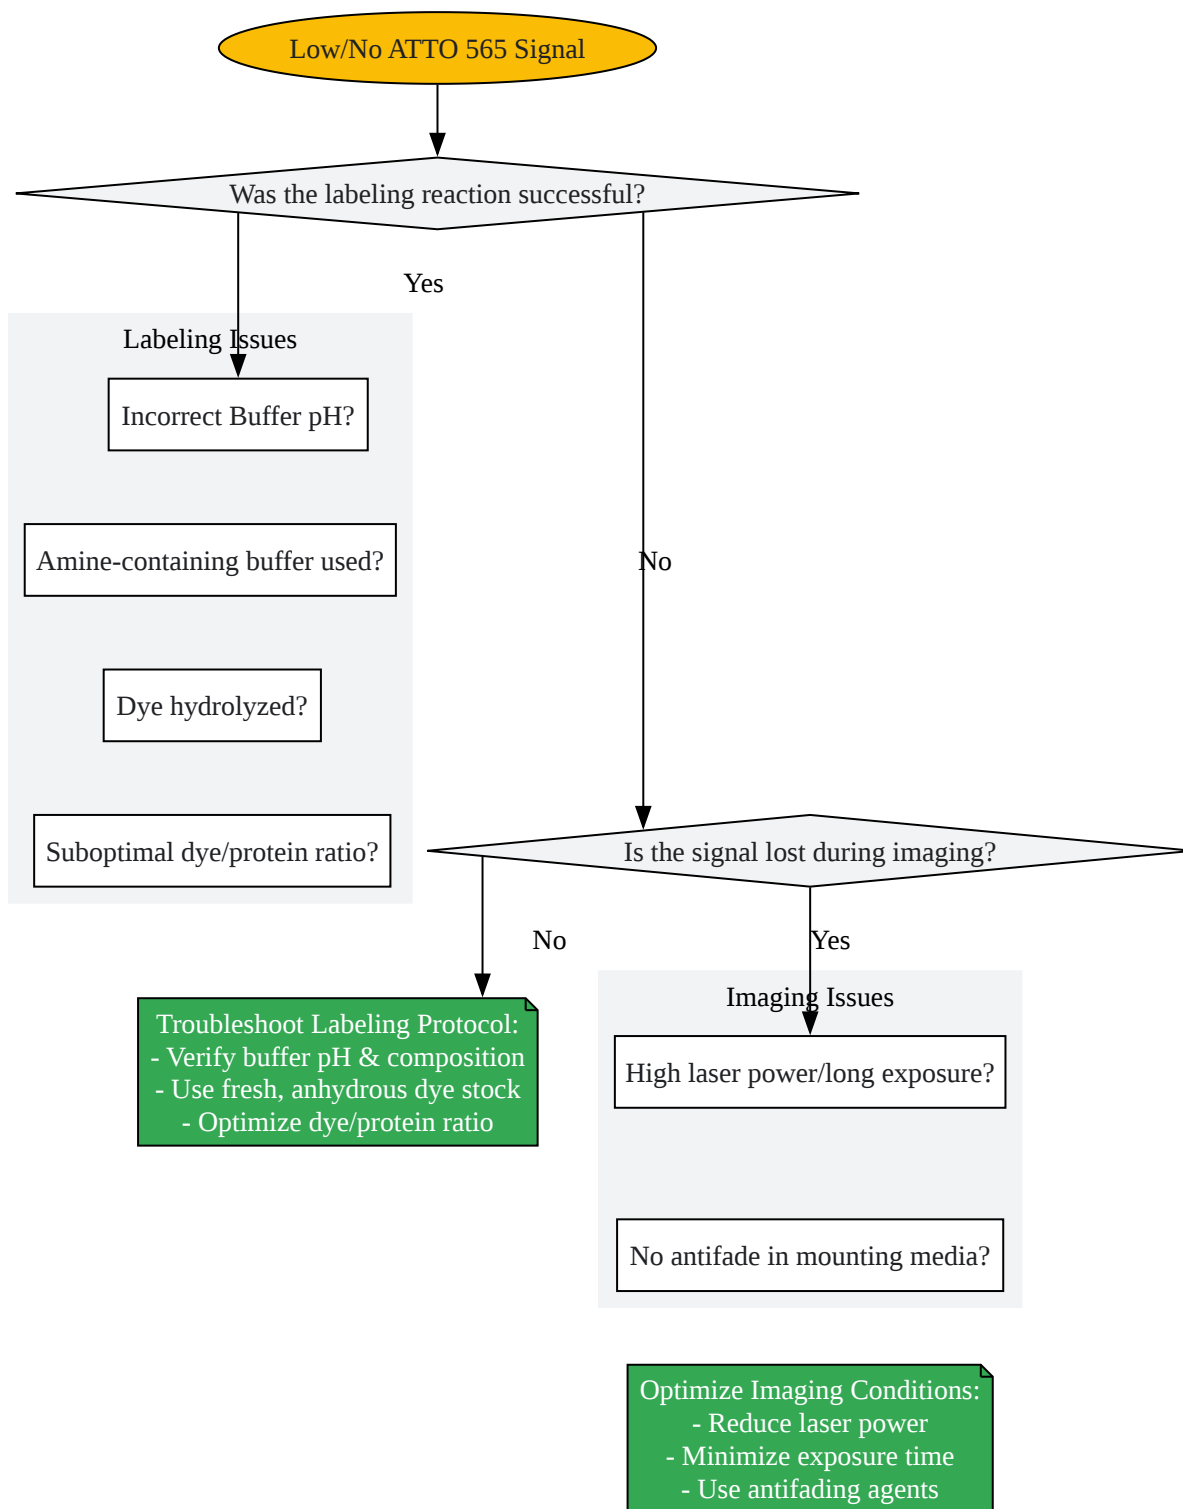 Low/No ATTO 565 Signal
Was the labeling reaction successful?
Yes
Labeling Issues
Incorrect Buffer pH?
Amine-containing buffer used?
No
Dye hydrolyzed?
Suboptimal dye/protein ratio?
Is the signal lost during imaging?
No
Yes
Imaging Issues
Troubleshoot Labeling Protocol:
- Verify buffer pH & composition
- Use fresh, anhydrous dye stock
- Optimize dye/protein ratio
High laser power/long exposure?
No antifade in mounting media?
Optimize Imaging Conditions:
- Reduce laser power
- Minimize exposure time
- Use antifading agents